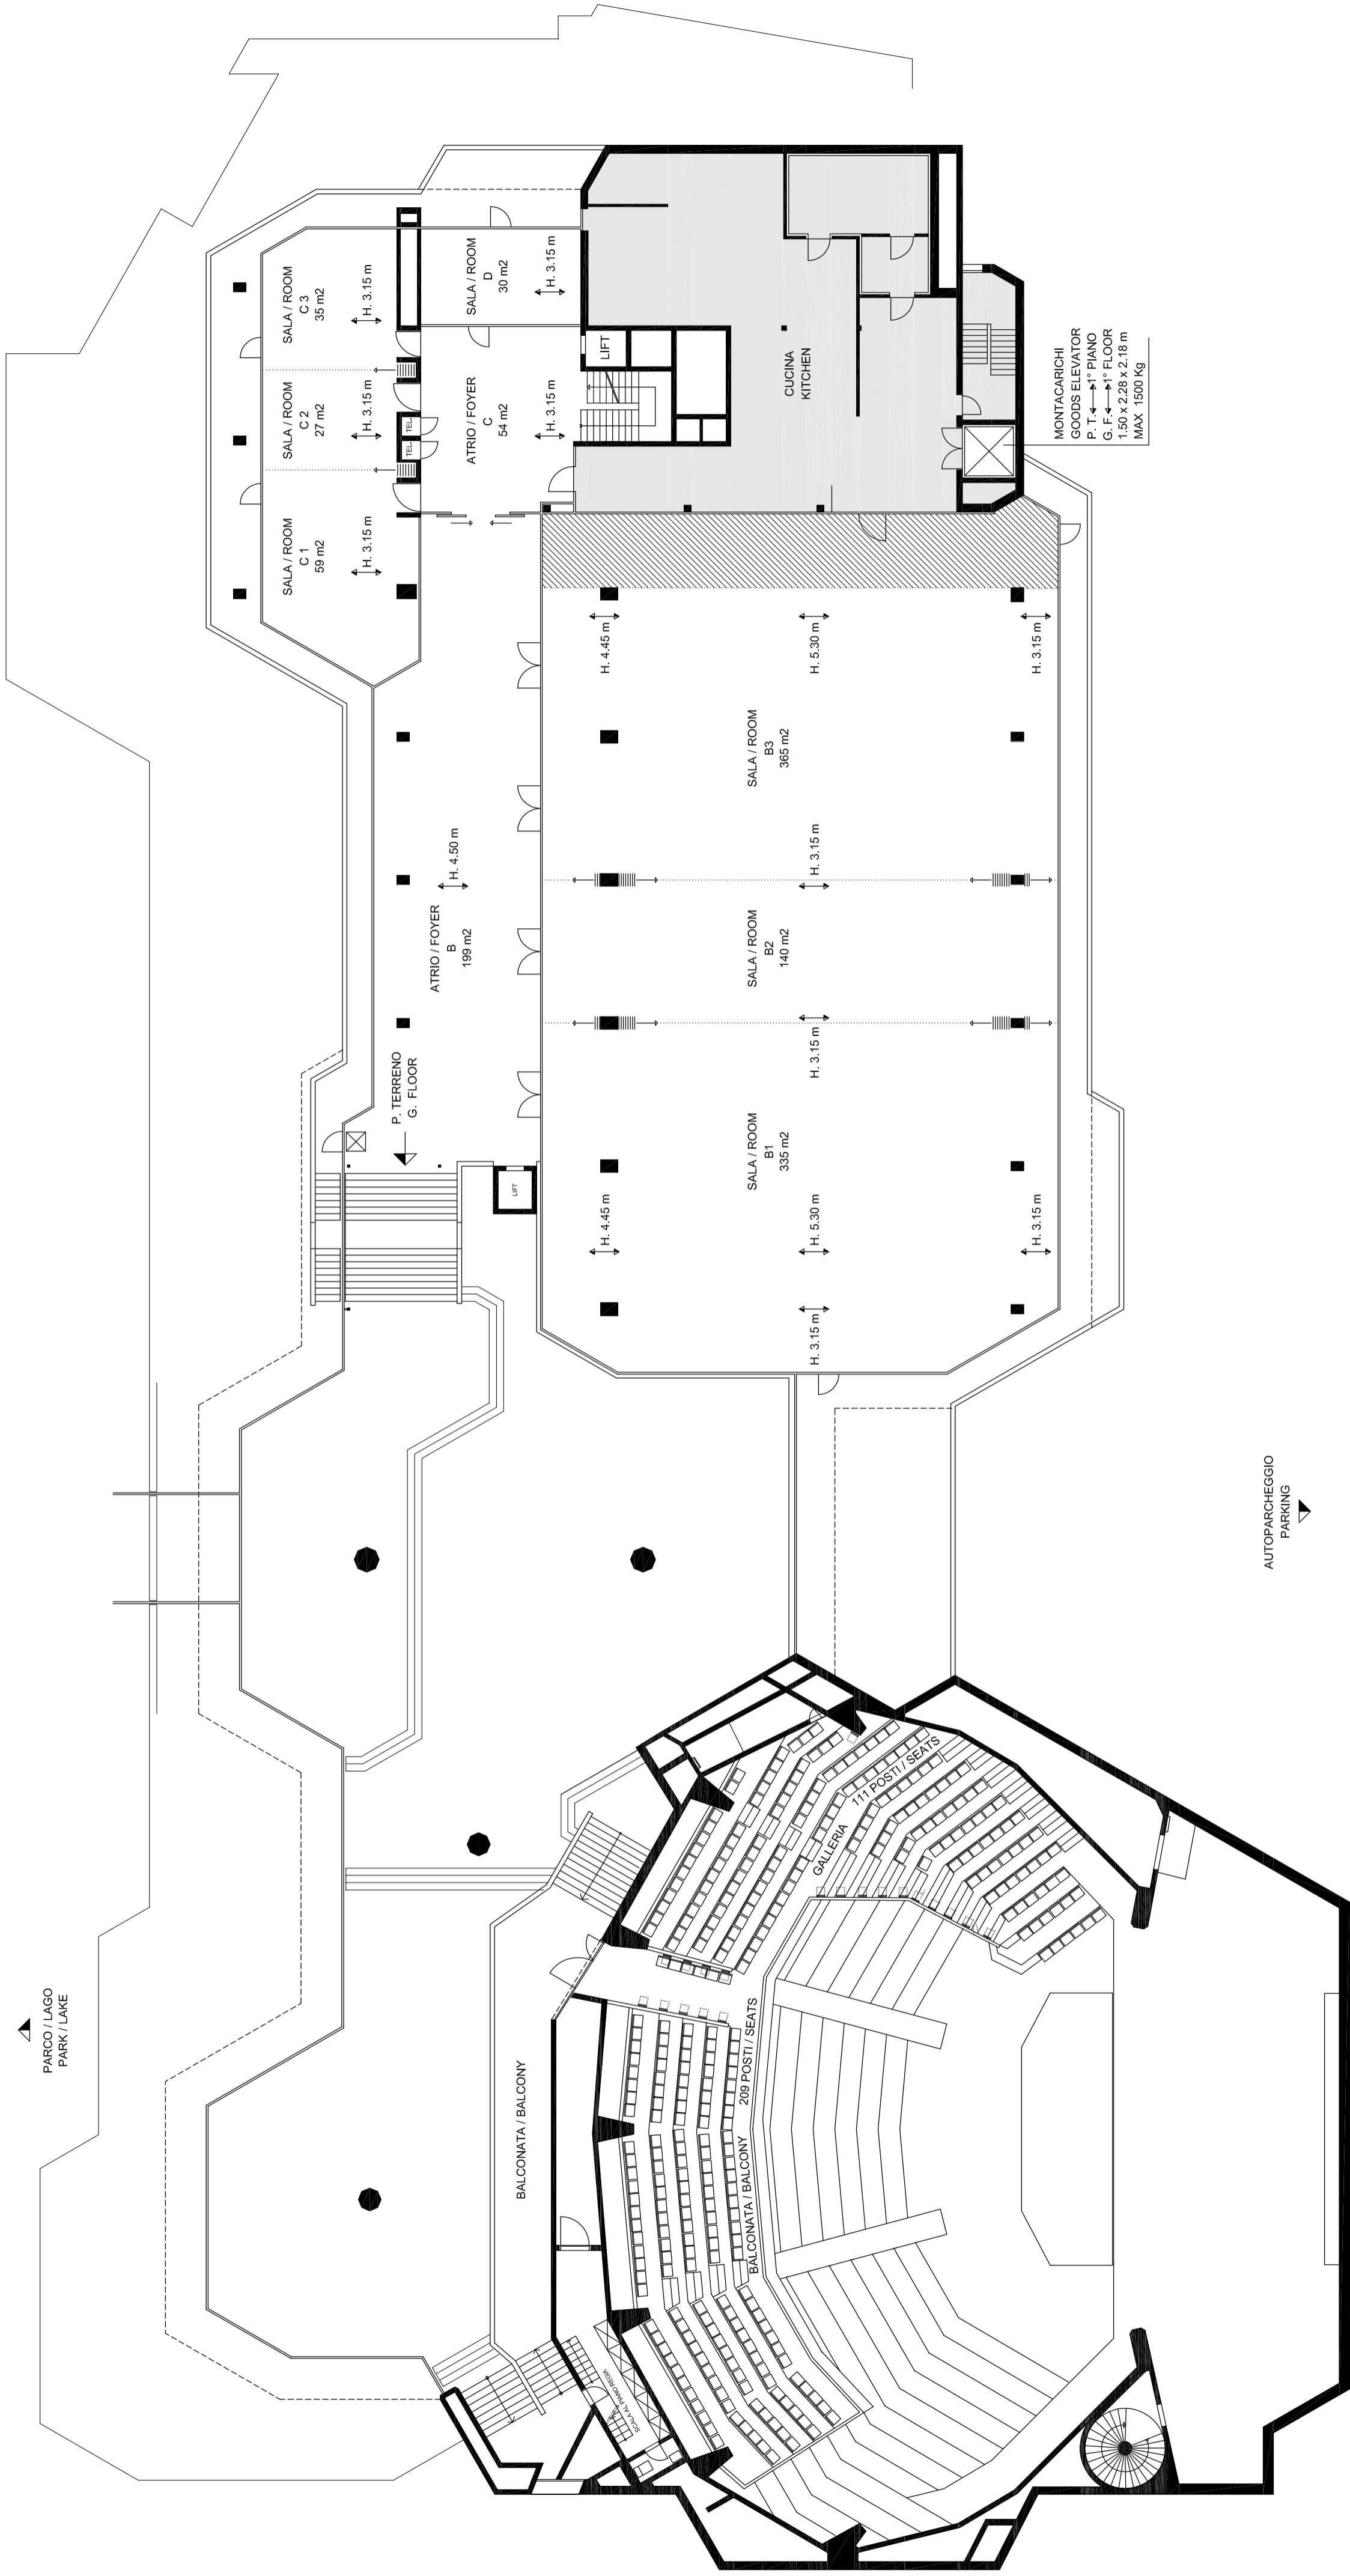 SALA / ROOM
C 3
35 m2
H. 3.15 m
SALA / ROOM
C 2
27 m2
H. 3.15 m
SALA / ROOM
C 1
59 m2
H. 3.15 m
TEL.
TEL.
SALA / ROOM
D
30 m2
H. 3.15 m
ATRIO / FOYER
C
54 m2
H. 3.15 m
LIFT
CUCINA
KITCHEN
MONTACARICHI
GOODS ELEVATOR
P. T. 1° PIANO
G. F. 1° FLOOR
1.50 x 2.28 x 2.18 m
MAX 1500 Kg
H. 4.45 m
H. 5.30 m
H. 3.15 m
SALA / ROOM
B3
365 m2
H. 3.15 m
ATRIO / FOYER
B
199 m2
H. 4.50 m
SALA / ROOM
B2
140 m2
H. 3.15 m
P. TERRENO
G. FLOOR
SALA / ROOM
B1
335 m2
LIFT
H. 4.45 m
H. 5.30 m
H. 3.15 m
H. 3.15 m
AUTOPARCHEGGIO
PARKING
PARCO / LAGO
PARK / LAKE
GALLERIA
111 POSTI / SEATS
BALCONATA / BALCONY
BALCONATA / BALCONY
209 POSTI / SEATS
SCALA AL PIANO REGIA